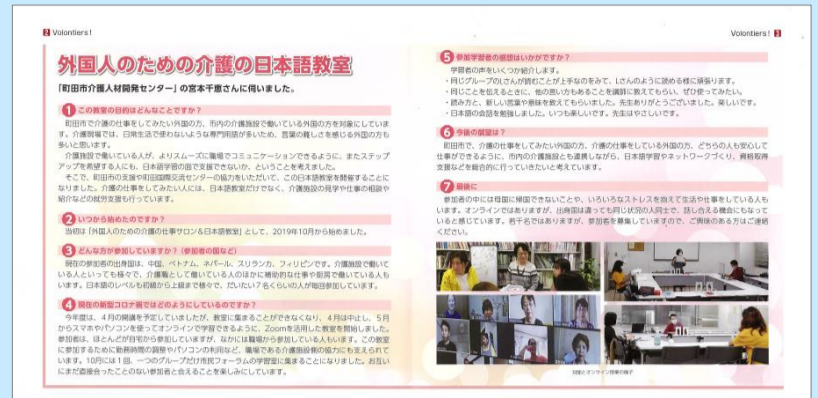 2 Volontiers!
Volontiers! 3
外国人のための介護の日本語教室
「町田市介護人材開発センター」の宮本千恵さんに伺いました。
1 この教室の目的はどんなことですか?
町田市で介護の仕事をしてみたい外国の方、市内の介護施設で働いている外国の方を対象にしていま
す。介護現場では、日常生活で使わないような専門用語が多いため、言葉の難しさを感じる外国の方も
多いと思います。
介護施設で働いている人が、よりスムーズに職場でコミュニケーションできるように、またステップ
アップを希望する人にも、日本語学習の面で支援できないか、ということを考えました。
そこで、町田市の支援や町田国際交流センターの協力をいただいて、この日本語教室を開催することに
なりました。介護の仕事をしてみたい人には、日本語教室だけでなく、介護施設の見学や仕事の相談や
紹介などの就労支援も行っています。
2 いつから始めたのですか?
当初は「外国人のための介護の仕事サロン&日本語教室」として、2019年10月から始めました。
3 どんな方が参加していますか?(参加者の国など)
現在の参加者の出身国は、中国、ベトナム、ネパール、スリランカ、フィリピンです。介護施設で働いて
いる人といっても様々で、介護職として働いている人のほかに補助的な仕事や厨房で働いている人も
います。日本語のレベルも初級から上級まで様々で、だいたい7名くらいの人が毎回参加しています。
4 現在の新型コロナ禍ではどのようにしているのですか?
今年度は、4月の開講を予定していましたが、教室に集まることができなくなり、4月は中止し、5月
からスマホやパソコンを使ってオンラインで学習できるように、Zoomを活用した教室を開始しました。
参加者は、ほとんどが自宅から参加していますが、なかには職場から参加している人もいます。この教室
に参加するために勤務時間の調整やパソコンの利用など、職場である介護施設側の協力にも支えられて
います。10月には1回、一つのグループだけ市民フォーラムの学習室に集まることになりました。お互い
にまだ直接会ったことのない参加者と会えることを楽しみにしています。
5 参加学習者の感想はいかがですか?
学習者の声をいくつか紹介します。
・同じグループのLさんが読むことが上手なのをみて、Lさんのように読める様に頑張ります。
・同じことを伝えるときに、他の言い方もあることを講師に教えてもらい、ぜひ使ってみたい。
・読み方と、新しい言葉や意味を教えてもらいました。先生ありがとうございました。楽しいです。
・日本語の会話を勉強しました。いつも楽しいです。先生はやさしいです。
6 今後の展望は?
町田市で、介護の仕事をしてみたい外国の方、介護の仕事をしている外国の方、どちらの人も安心して
仕事ができるように、市内の介護施設とも連携しながら、日本語学習やネットワークづくり、資格取得
支援などを総合的に行っていきたいと考えています。
7 最後に
参加者の中には母国に帰国できないことや、いろいろなストレスを抱えて生活や仕事をしている人も
います。オンラインではありますが、出身国は違っても同じ状況の人同士で、話し合える機会にもなって
いると感じています。若干名ではありますが、参加者を募集していますので、ご興味のある方はご連絡
ください。
対面とオンライン授業の様子